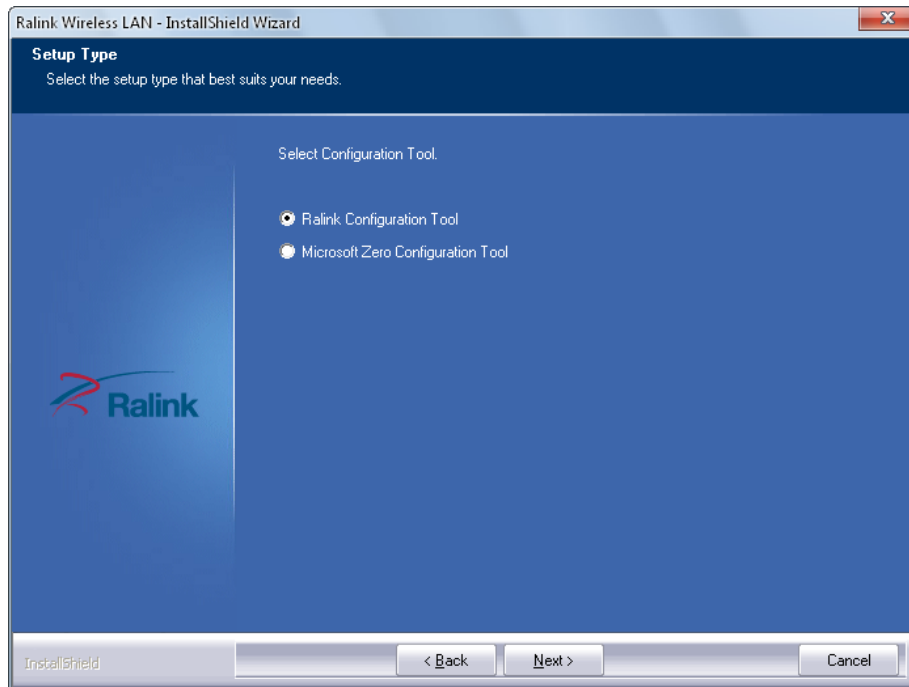 Ralink Wireless LAN - InstallShield Wizard
Setup Type
Select the setup type that best suits your needs.
Select Configuration Tool.
Ralink Configuration Tool
Microsoft Zero Configuration Tool
Ralink
InstallShield
< Back
Next >
Cancel